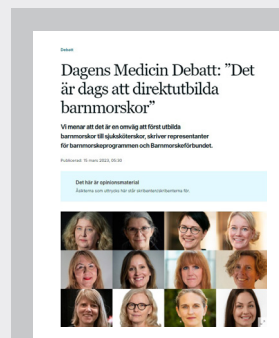 Debatt
Dagens Medicin Debatt: ”Det
är dags att direktutbilda
barnmorskor”
Vi menar att det är en omväg att först utbilda
barnmorskor till sjuksköterskor, skriver representanter
för barnmorskeprogrammen och Barnmorskeförbundet.
Publicerad: 15 mars 2023, 05:30
Det här är opinionsmaterial
Åsikterna som uttrycks här står skribenten/skribenterna för.